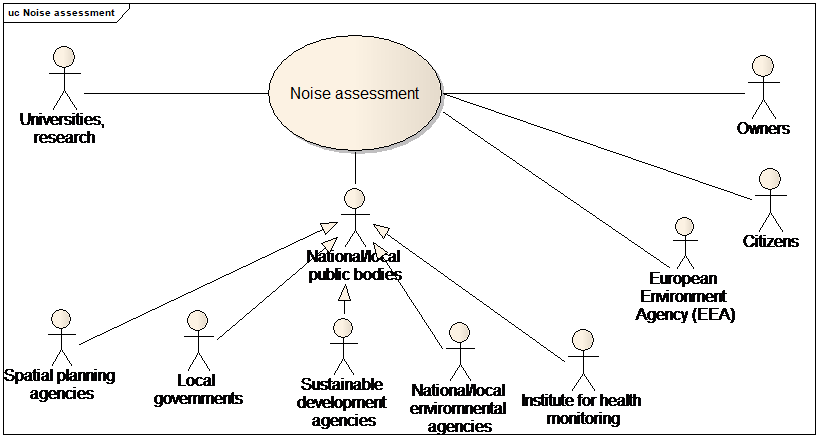 uc Noise assessment
Noise assessment
Universities,
research
Owners
Citizens
National/local
public bodies
European
Environment
Agency (EEA)
Spatial planning
agencies
Local
governments
Sustainable
development
agencies
National/local
enviromnental
agencies
Institute for health
monitoring